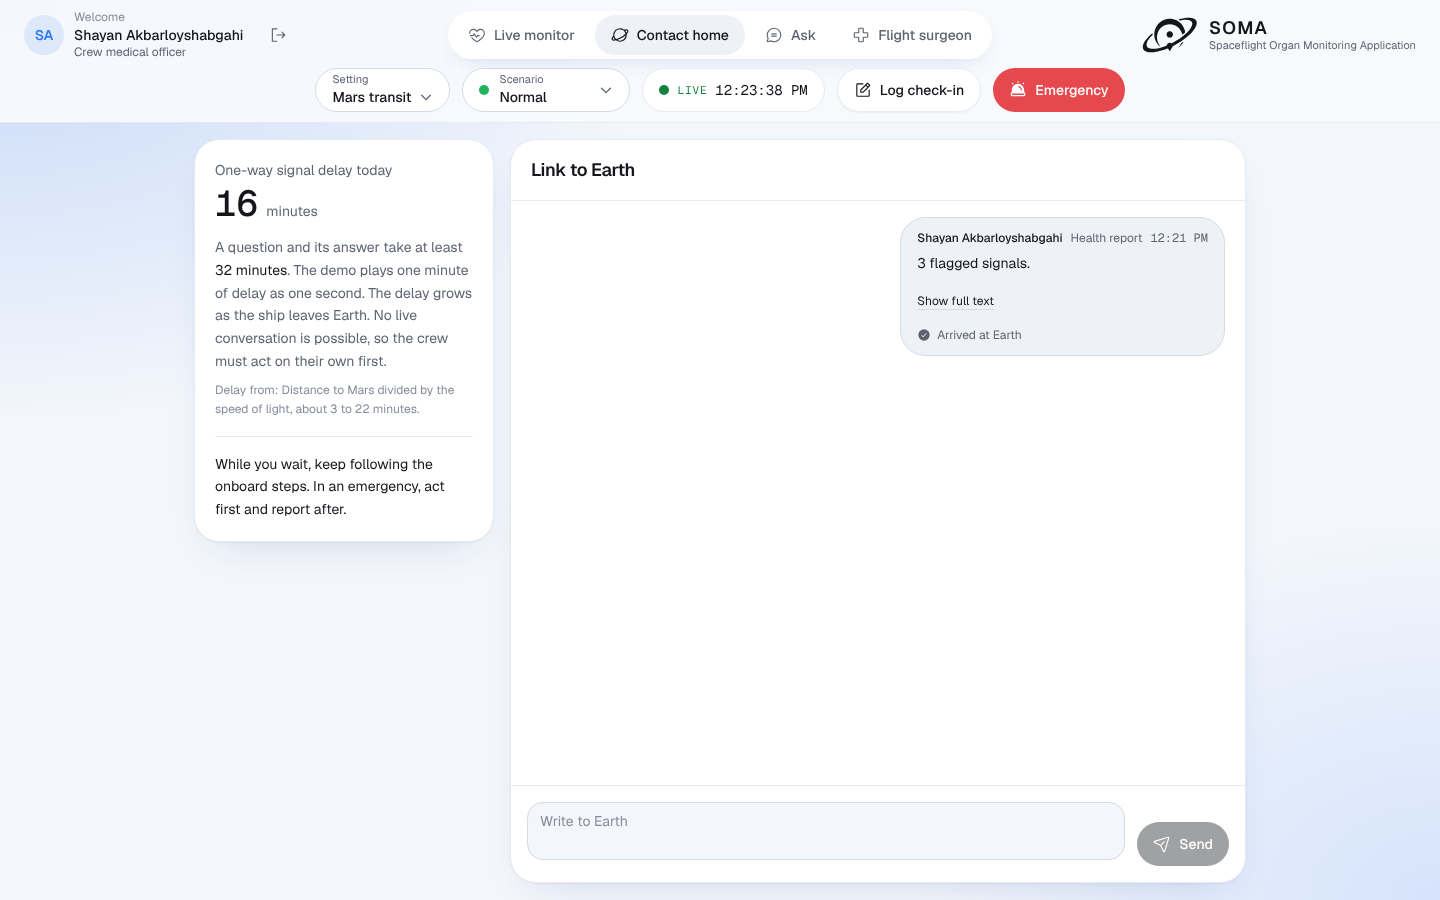 SA
Welcome
Shayan Akbarloyshabgahi
Crew medical officer
Live monitor
Contact home
Ask
Flight surgeon
SOMA
Spaceflight Organ Monitoring Application
Setting
Mars transit
Scenario
Normal
LIVE 12:23:38 PM
Log check-in
Emergency
One-way signal delay today
16 minutes
A question and its answer take at least
32 minutes. The demo plays one minute
of delay as one second. The delay grows
as the ship leaves Earth. No live
conversation is possible, so the crew
must act on their own first.
Delay from: Distance to Mars divided by the
speed of light, about 3 to 22 minutes.
While you wait, keep following the
onboard steps. In an emergency, act
first and report after.
Link to Earth
Shayan Akbarloyshabgahi Health report 12:21 PM
3 flagged signals.
Show full text
Arrived at Earth
Write to Earth
Send